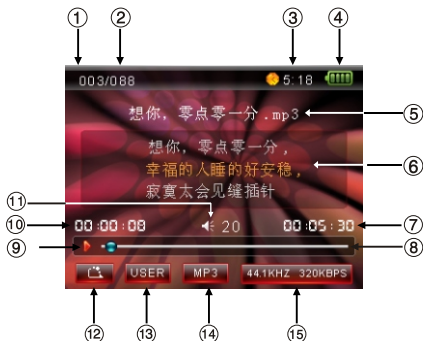 ① ② ③ ④
003/088 5:18
想你，零点零一分.mp3 ⑤
想你，零点零一分，
幸福的人睡的好安稳， ⑥
寂寞太会见缝插针
⑪
⑩ 00:00:08 20 00:05:30 ⑦
⑨ ⑧
USER MP3 44.1KHZ 320KBPS
⑫ ⑬ ⑭ ⑮